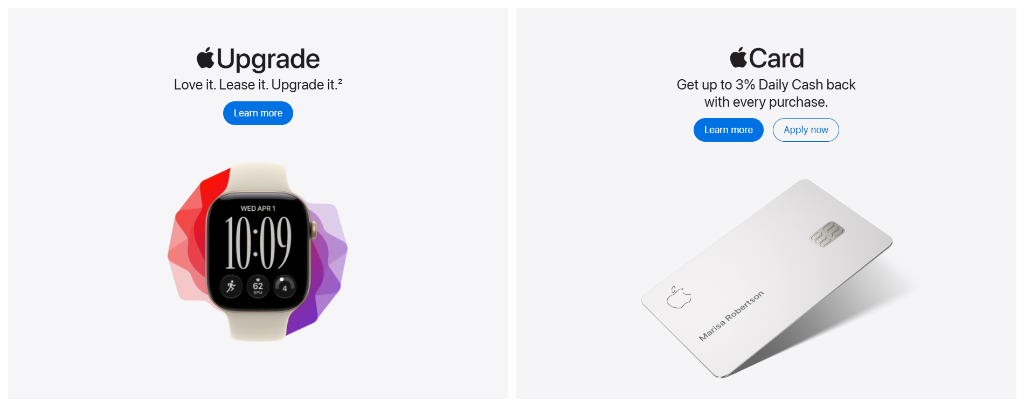 Upgrade
Love it. Lease it. Upgrade it.²
Learn more
WED APR 1
10:09
62
BPM
4
Card
Get up to 3% Daily Cash back
with every purchase.
Learn more
Apply now
Marisa Robertson